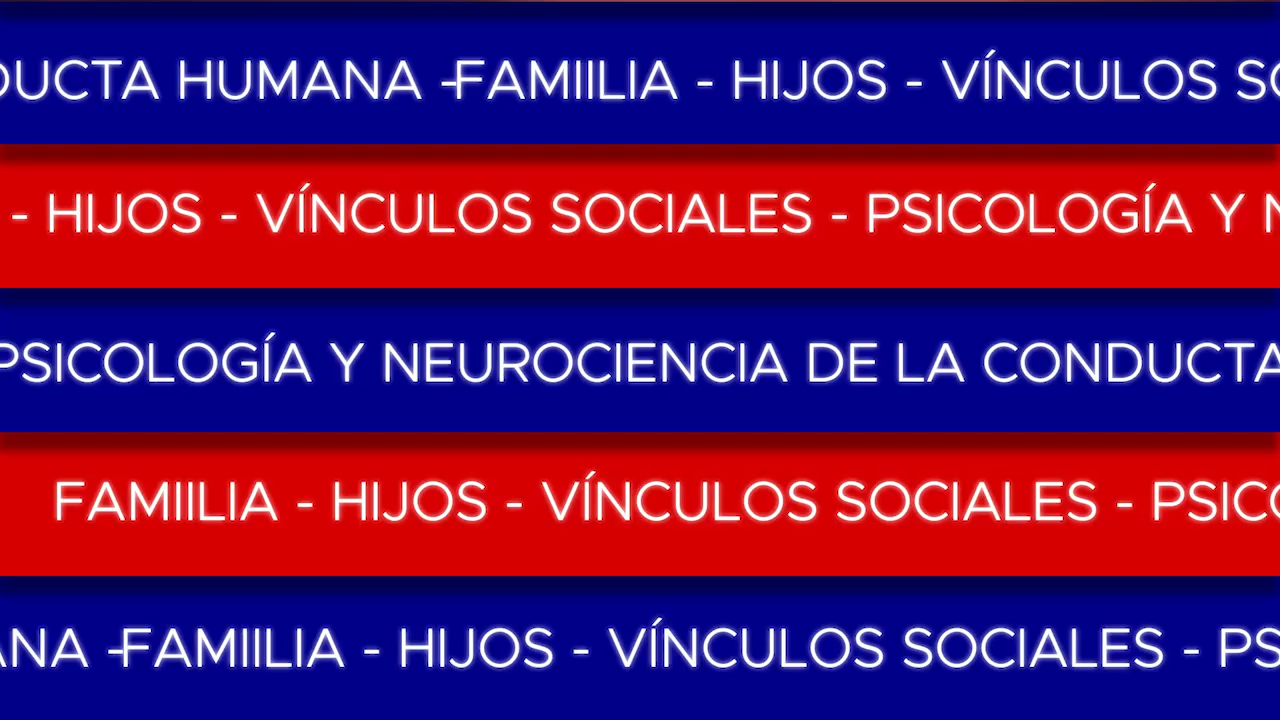 DUCTA HUMANA -FAMIILIA - HIJOS - VÍNCULOS SO
- HIJOS - VÍNCULOS SOCIALES - PSICOLOGÍA Y N
PSICOLOGÍA Y NEUROCIENCIA DE LA CONDUCTA
FAMIILIA - HIJOS - VÍNCULOS SOCIALES - PSICO
ANA -FAMIILIA - HIJOS - VÍNCULOS SOCIALES - PS